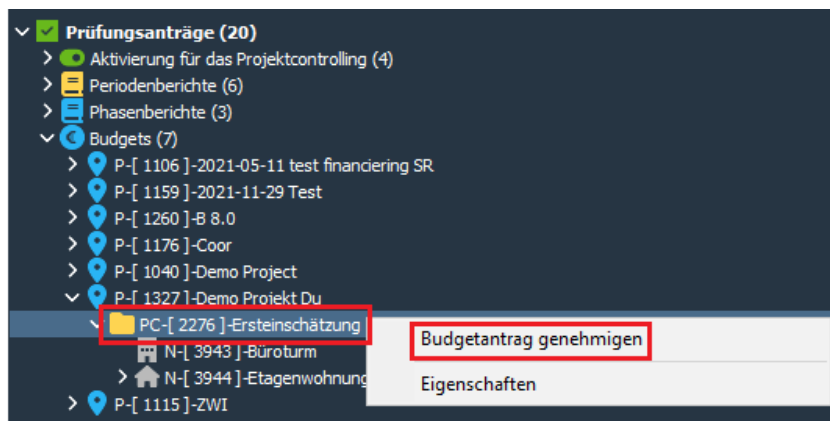 Prüfungsanträge (20)
Aktivierung für das Projektcontrolling (4)
Periodenberichte (6)
Phasenberichte (3)
Budgets (7)
P-[ 1106 ]-2021-05-11 test financiering SR
P-[ 1159 ]-2021-11-29 Test
P-[ 1260 ]-B 8.0
P-[ 1176 ]-Coor
P-[ 1040 ]-Demo Project
P-[ 1327 ]-Demo Projekt Du
PC-[ 2276 ]-Ersteinschätzung
Budgetantrag genehmigen
N-[ 3943 ]-Büroturm
N-[ 3944 ]-Etagenwohnung
Eigenschaften
P-[ 1115 ]-ZWI